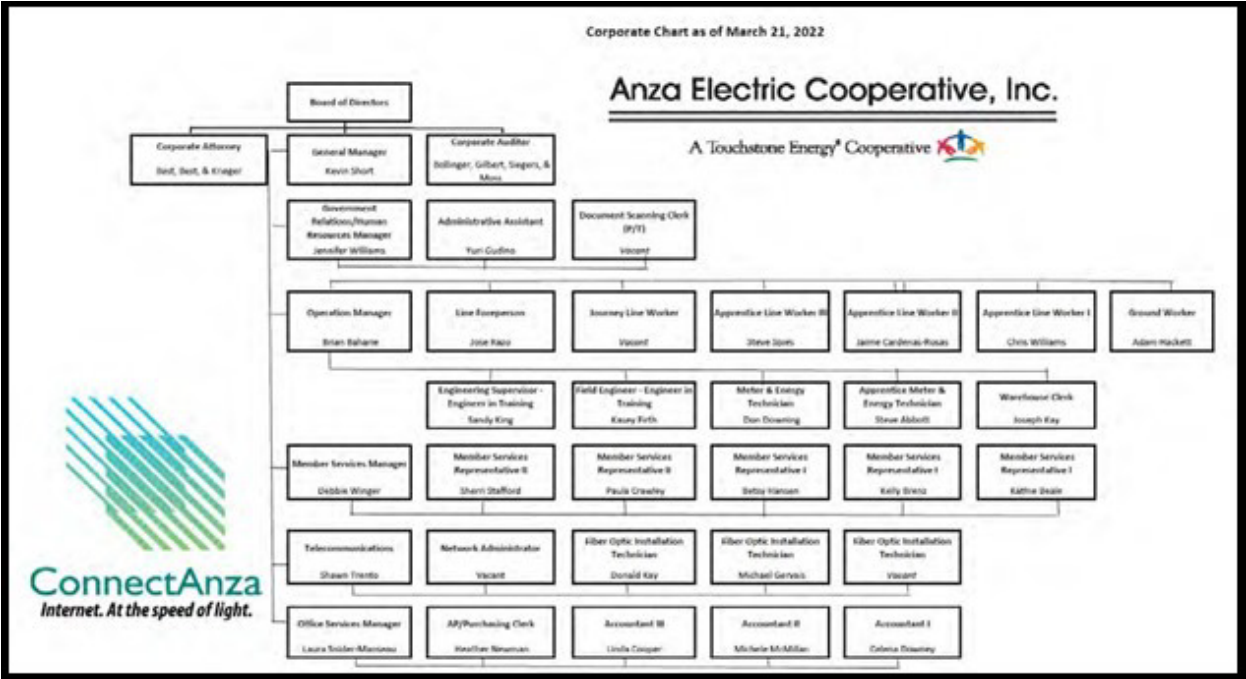 Corporate Chart as of March 21, 2022
Anza Electric Cooperative, Inc.
A Touchstone Energy® Cooperative
Board of Directors
Corporate Attorney
Best, Best, & Krieger
General Manager
Kevin Short
Corporate Auditor
Bollinger, Gilbert, Siegers, &
Moss
Government
Relations/Human
Resources Manager
Jennifer Williams
Administrative Assistant
Yuri Gudino
Document Scanning Clerk
(P/T)
Vacant
Operation Manager
Brian Baharie
Line Foreperson
Jose Razo
Journey Line Worker
Vacant
Apprentice Line Worker III
Steve
Apprentice Line Worker II
Jaime Cardenas-Rosas
Apprentice Line Worker I
Chris Williams
Ground Worker
Adam Hackett
Engineering Supervisor -
Engineer in Training
Sandy King
Field Engineer - Engineer in
Training
Kasey Firth
Meter & Energy
Technician
Don Downing
Apprentice Meter &
Energy Technician
Steve Abbott
Warehouse Clerk
Joseph Kay
Member Services Manager
Debbie Winger
Member Services
Representative II
Sherri Stafford
Member Services
Representative II
Paula Crawley
Member Services
Representative I
Betsy Hansen
Member Services
Representative I
Kelly Brenz
Member Services
Representative I
Kathie Beale
Telecommunications
Shawn Trento
Network Administrator
Vacant
Fiber Optic Installation
Technician
Donald Kay
Fiber Optic Installation
Technician
Michael Gervais
Fiber Optic Installation
Technician
Vacant
Office Services Manager
Laura
AP/Purchasing Clerk
Heather Newman
Accountant III
Linda Cooper
Accountant II
Michele McMillan
Accountant I
Celena Downey
ConnectAnza
Internet. At the speed of light.